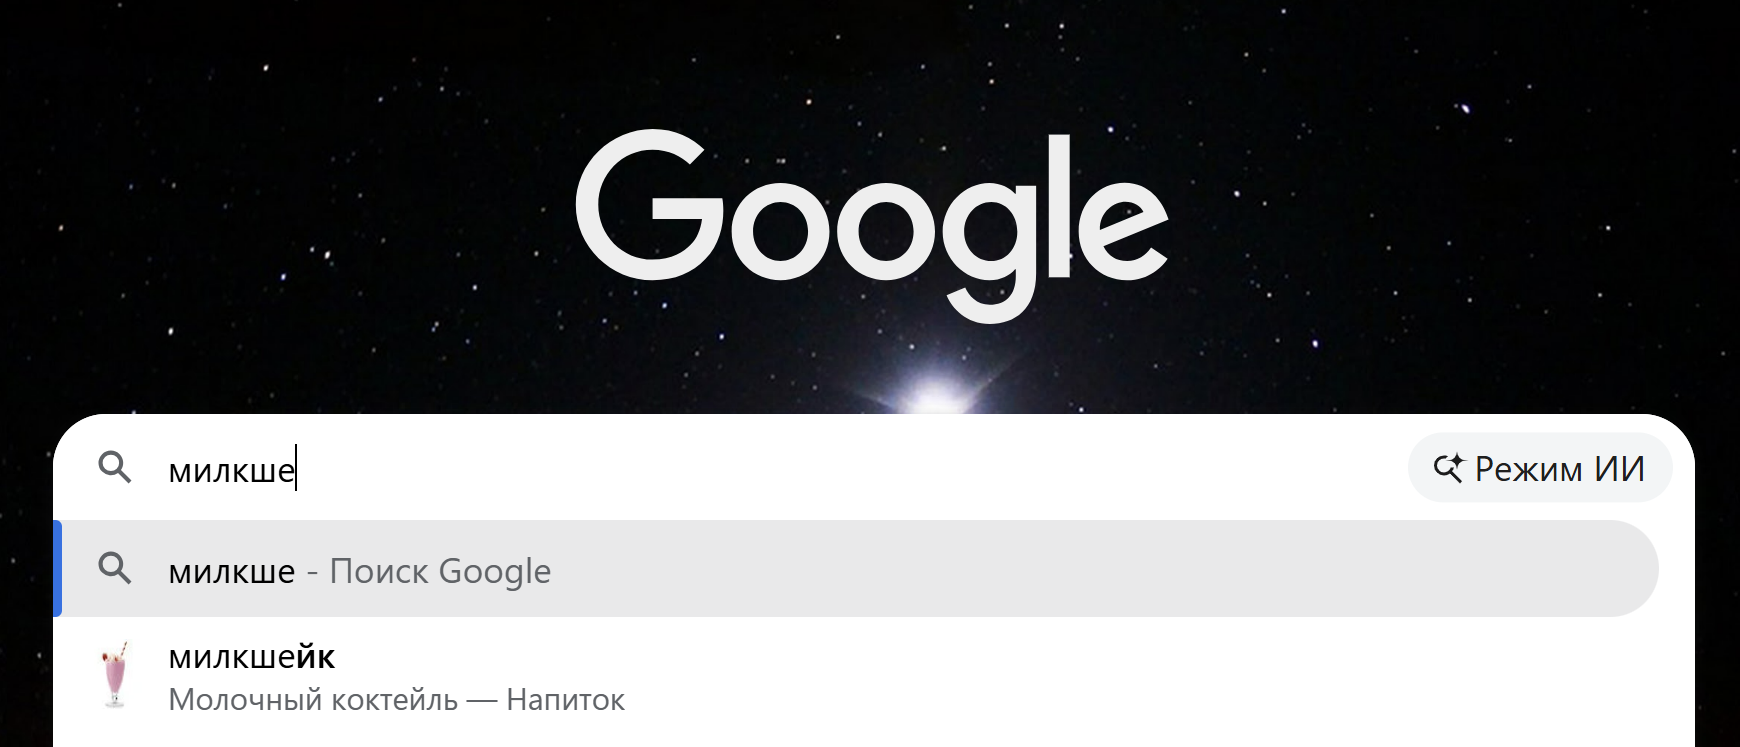 Google
милкше
Режим ИИ
милкше - Поиск Google
милкшейк
Молочный коктейль — Напиток